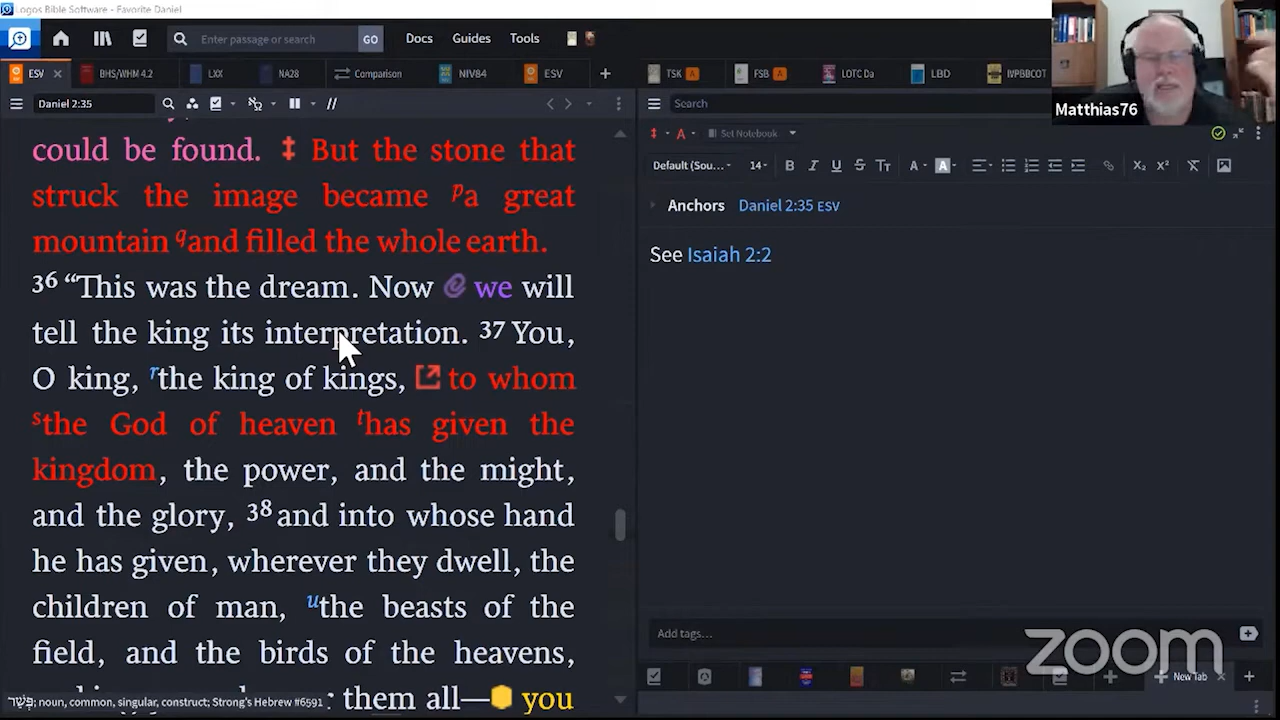 Logos Bible Software - Favorite Daniel
Enter passage or search
GO
Docs
Guides
Tools
ESV
BHS/WHM 4.2
LXX
NA28
Comparison
NIV84
ESV
TSK A
FSB A
LOTC Da
LBD
IVPBBCOT
Matthias76
Daniel 2:35
could be found. ‡ But the stone that
struck the image became pa great
mountain qand filled the whole earth.
36 “This was the dream. Now we will
tell the king its interpretation. 37 You,
O king, rthe king of kings, to whom
sthe God of heaven thas given the
kingdom, the power, and the might,
and the glory, 38 and into whose hand
he has given, wherever they dwell, the
children of man, uthe beasts of the
field, and the birds of the heavens,
them all— you
noun, common, singular, construct; Strong's Hebrew #6591
Search
Set Notebook
Default (Sou...
14
B I U S Tr
A A
X₂ X²
Anchors Daniel 2:35 ESV
See Isaiah 2:2
Add tags...
zoom
New Tab